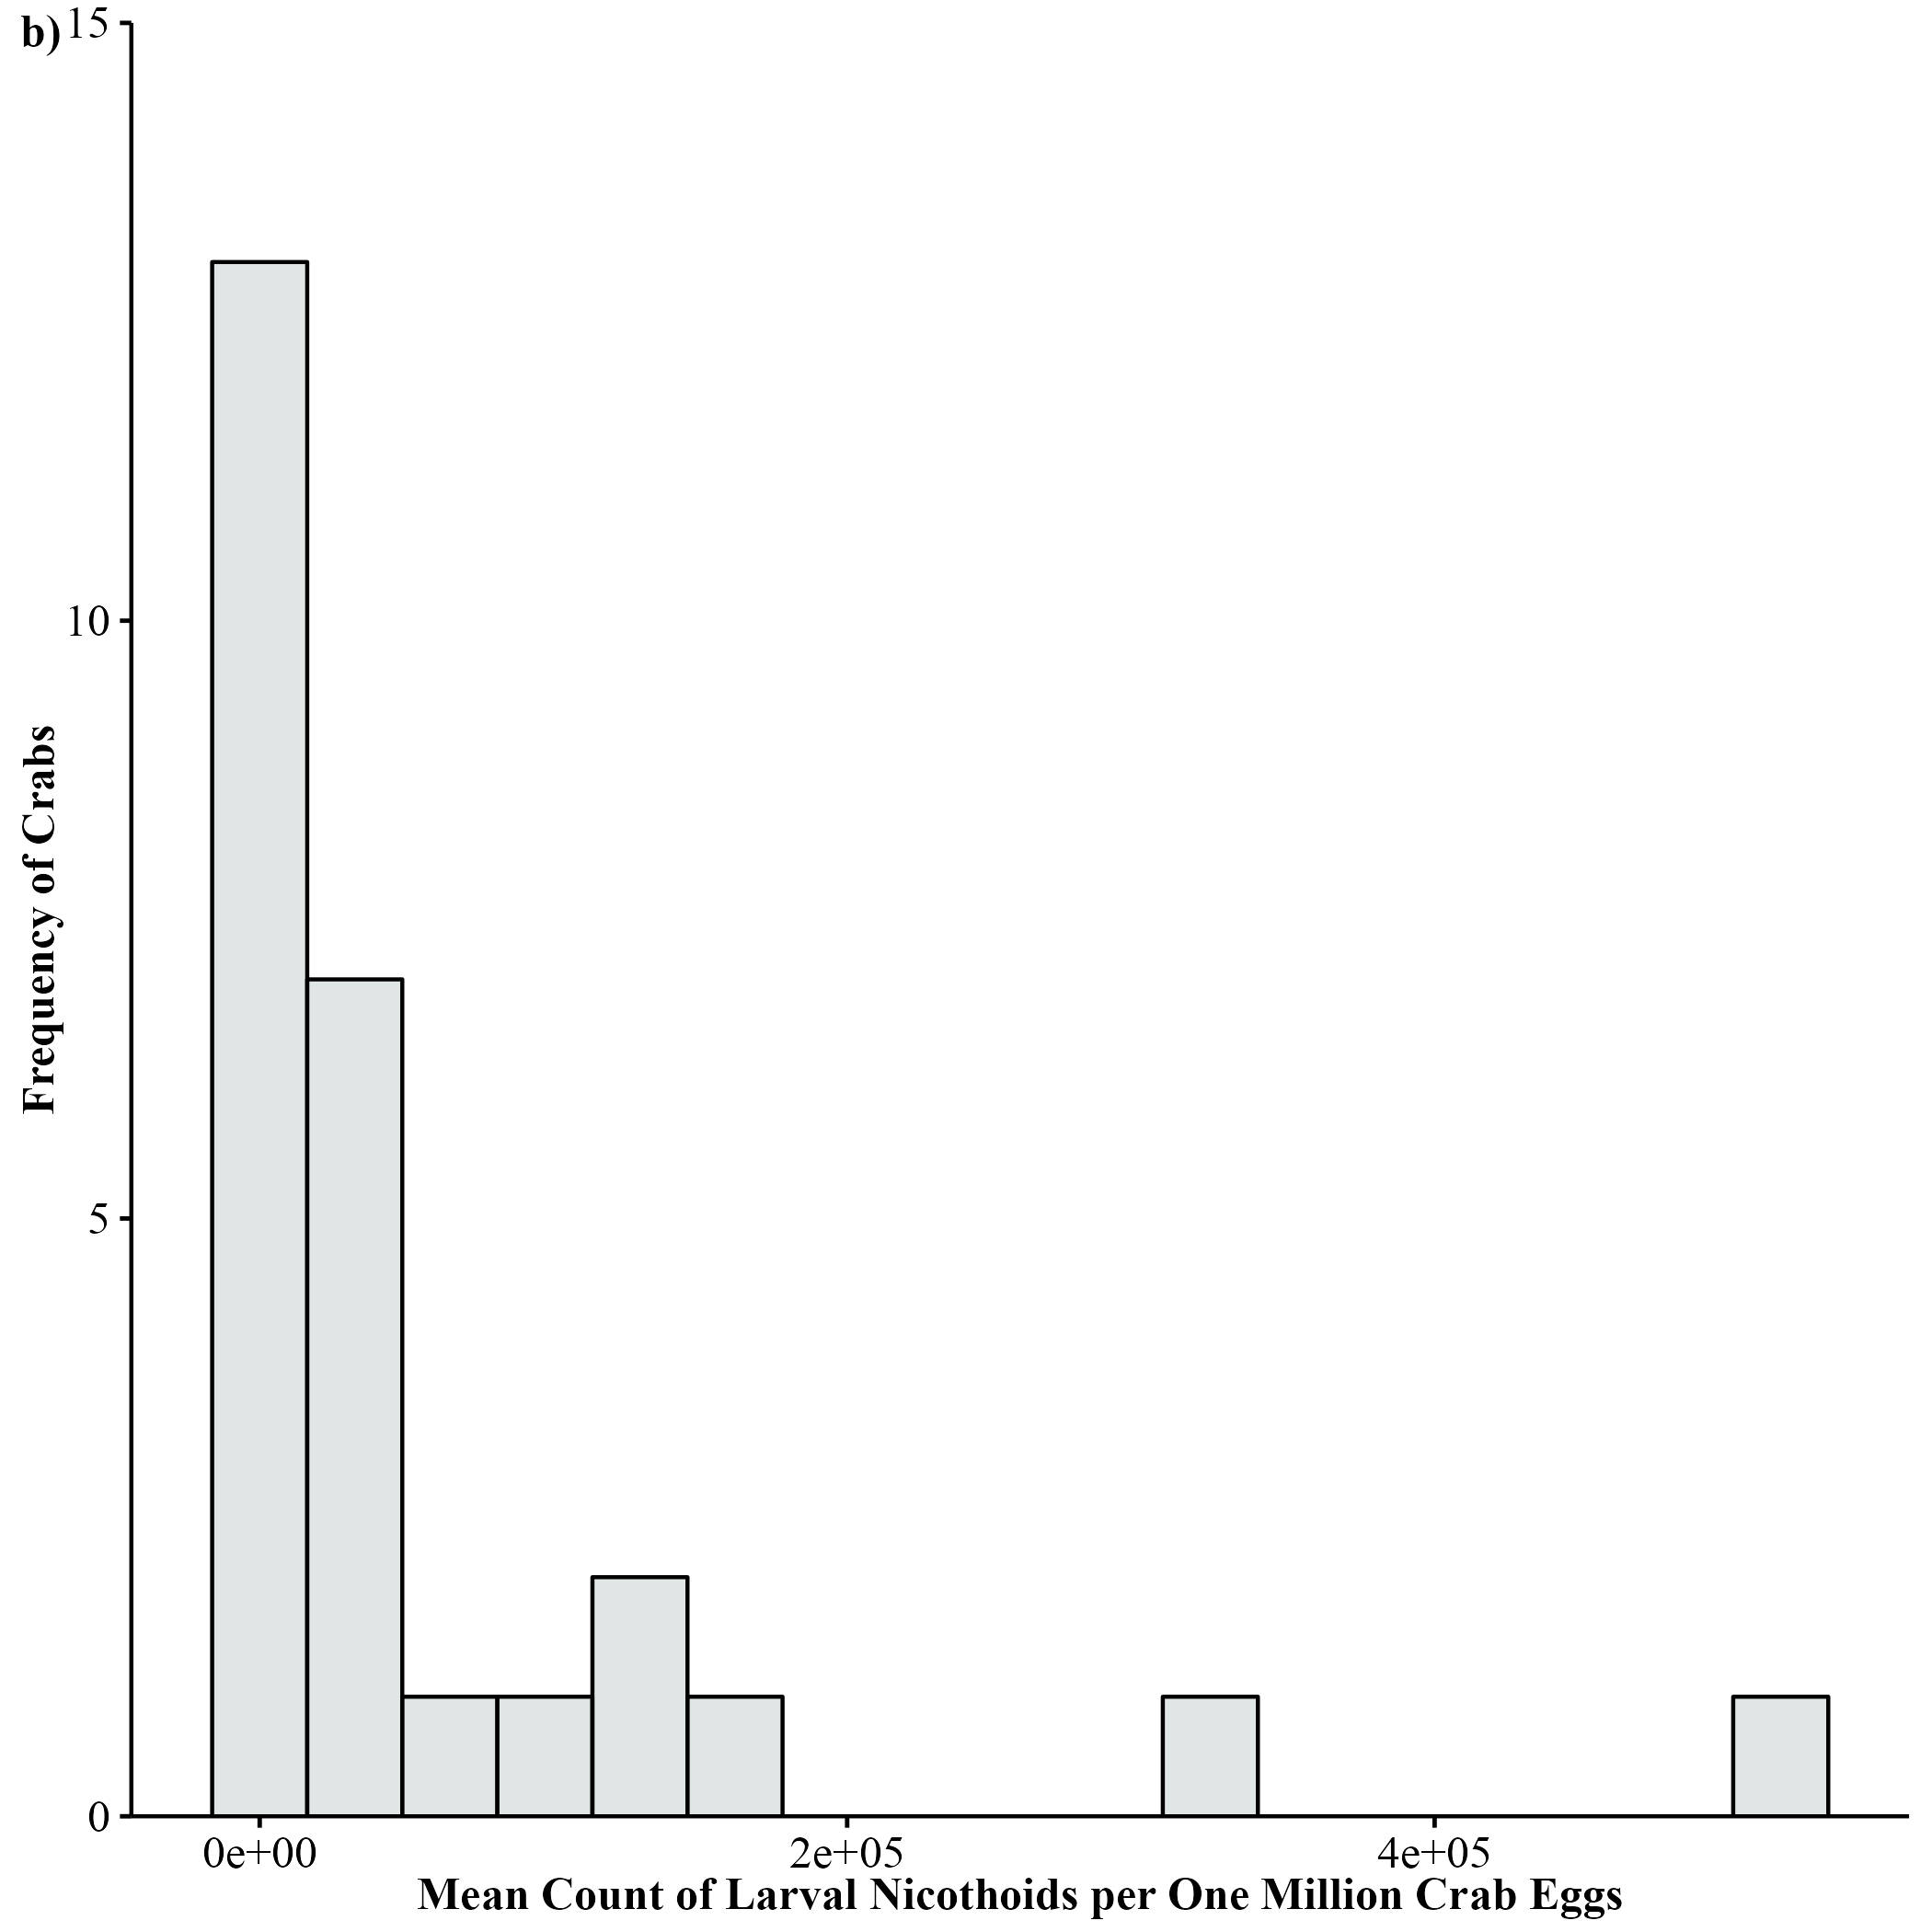 b)
15
10
5
0
Frequency of Crabs
0e+00 2e+05 4e+05
Mean Count of Larval Nicothoids per One Million Crab Eggs